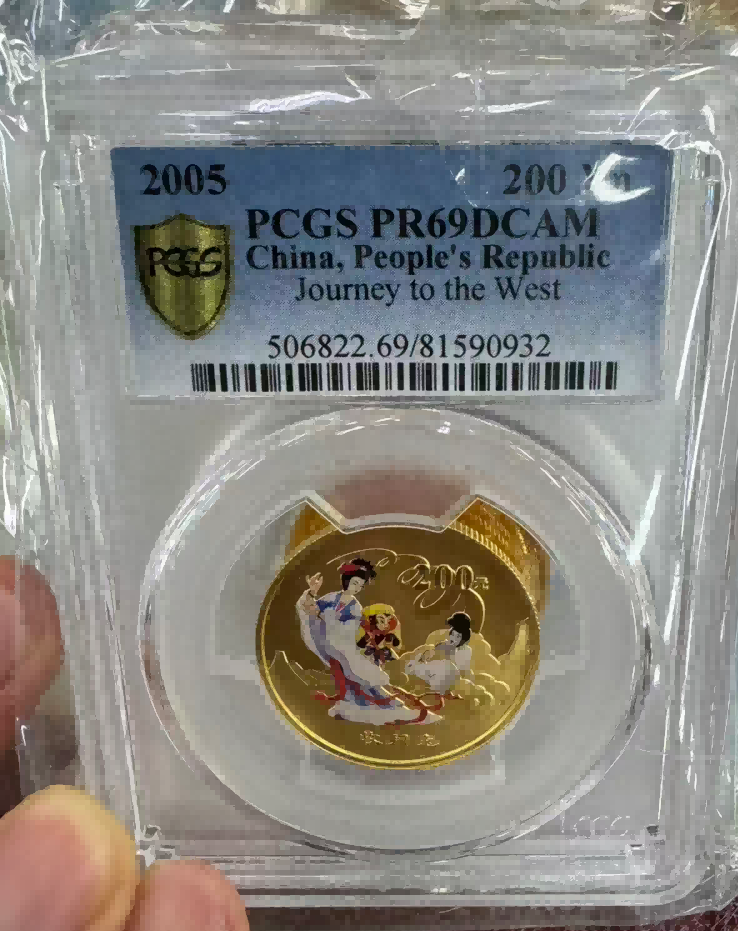 2005 200
PCGS PR69DCAM
China, People's Republic
Journey to the West
506822.69/81590932
PCGS
200元